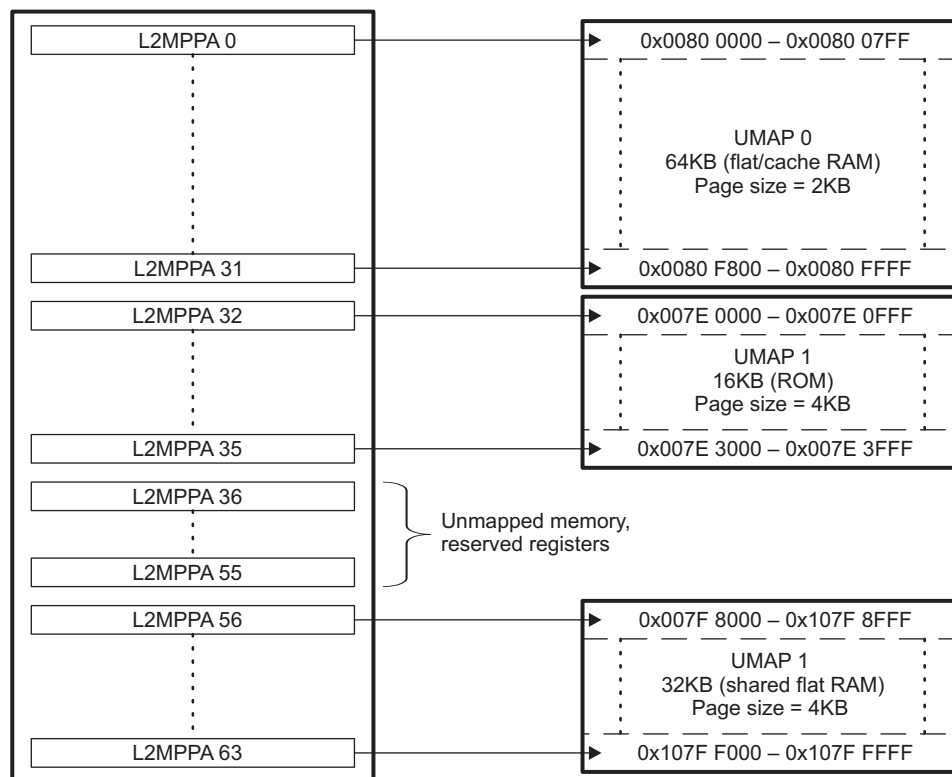 L2MPPA 0
0x0080 0000 – 0x0080 07FF
UMAP 0
64KB (flat/cache RAM)
Page size = 2KB
L2MPPA 31
0x0080 F800 – 0x0080 FFFF
L2MPPA 32
0x007E 0000 – 0x007E 0FFF
UMAP 1
16KB (ROM)
Page size = 4KB
L2MPPA 35
0x007E 3000 – 0x007E 3FFF
L2MPPA 36
Unmapped memory,
reserved registers
L2MPPA 55
L2MPPA 56
0x007F 8000 – 0x107F 8FFF
UMAP 1
32KB (shared flat RAM)
Page size = 4KB
L2MPPA 63
0x107F F000 – 0x107F FFFF